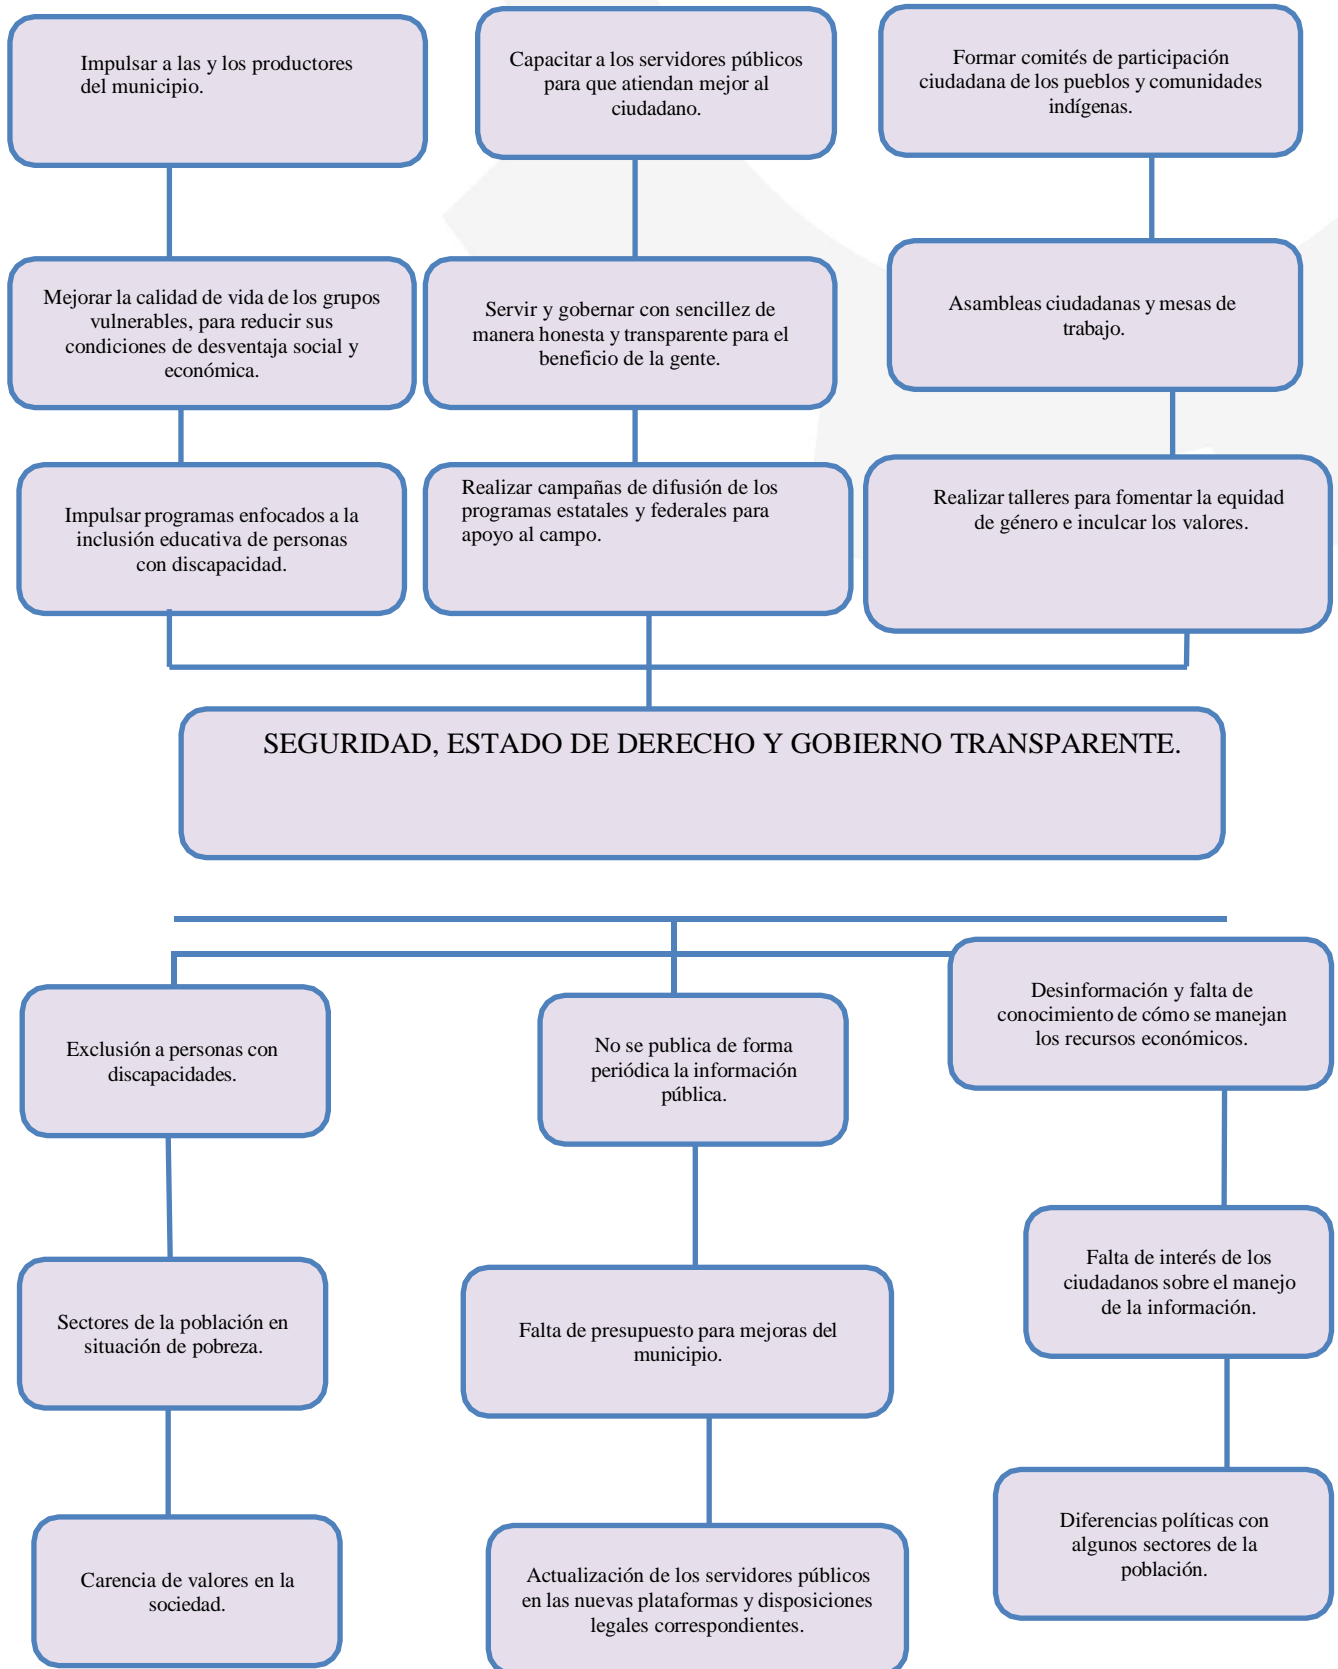 Impulsar a las y los productores
del municipio.
Capacitar a los servidores públicos
para que atiendan mejor al
ciudadano.
Formar comités de participación
ciudadana de los pueblos y comunidades
indígenas.
Mejorar la calidad de vida de los grupos
vulnerables, para reducir sus
condiciones de desventaja social y
económica.
Servir y gobernar con sencillez de
manera honesta y transparente para el
beneficio de la gente.
Asambleas ciudadanas y mesas de
trabajo.
Impulsar programas enfocados a la
inclusión educativa de personas
con discapacidad.
Realizar campañas de difusión de los
programas estatales y federales para
apoyo al campo.
Realizar talleres para fomentar la equidad
de género e inculcar los valores.
SEGURIDAD, ESTADO DE DERECHO Y GOBIERNO TRANSPARENTE.
Exclusión a personas con
discapacidades.
No se publica de forma
periódica la información
pública.
Desinformación y falta de
conocimiento de cómo se manejan
los recursos económicos.
Sectores de la población en
situación de pobreza.
Falta de presupuesto para mejoras del
municipio.
Falta de interés de los
ciudadanos sobre el manejo
de la información.
Carencia de valores en la
sociedad.
Actualización de los servidores públicos
en las nuevas plataformas y disposiciones
legales correspondientes.
Diferencias políticas con
algunos sectores de la
población.